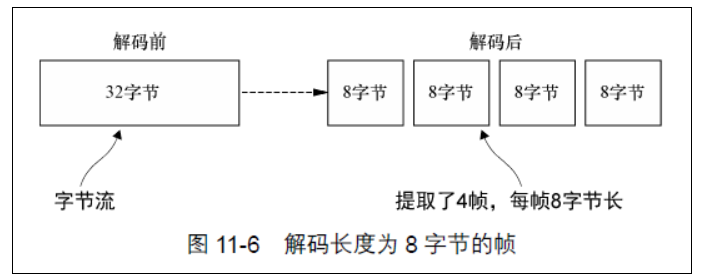 解码前
解码后
32字节
8字节
8字节
8字节
8字节
字节流
提取了4帧，每帧8字节长
图 11-6 解码长度为 8 字节的帧